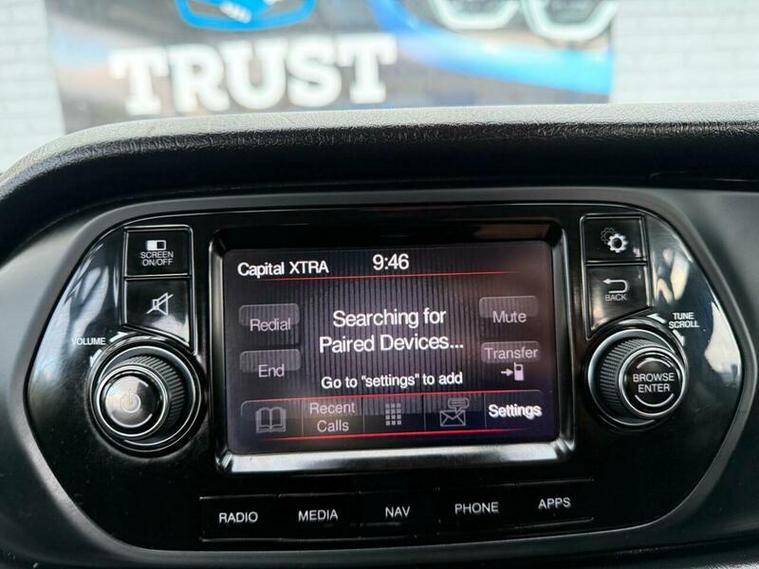 TRUST
SCREEN
ON/OFF
Capital XTRA
9:46
BACK
VOLUME
TUNE
SCROLL
Redial
Searching for
Paired Devices...
Mute
End
Transfer
Go to "settings" to add
BROWSE
ENTER
Recent
Calls
Settings
RADIO
MEDIA
NAV
PHONE
APPS